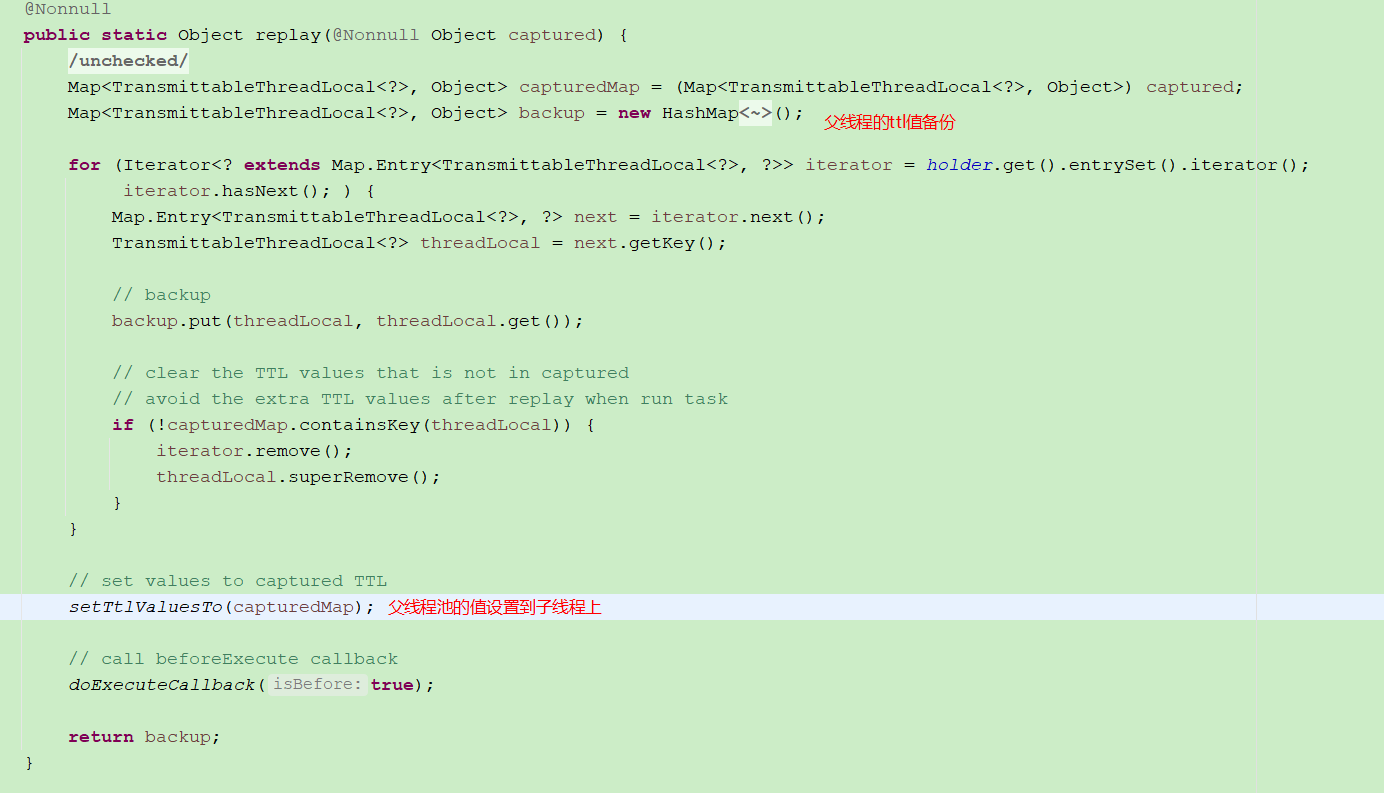 @Nonnull
public static Object replay(@Nonnull Object captured) {
/unchecked/
Map<TransmittableThreadLocal<?>, Object> capturedMap = (Map<TransmittableThreadLocal<?>, Object>) captured;
Map<TransmittableThreadLocal<?>, Object> backup = new HashMap<~>(); 父线程的ttl值备份
for (Iterator<? extends Map.Entry<TransmittableThreadLocal<?>, ?>> iterator = holder.get().entrySet().iterator();
iterator.hasNext(); ) {
Map.Entry<TransmittableThreadLocal<?>, ?> next = iterator.next();
TransmittableThreadLocal<?> threadLocal = next.getKey();
// backup
backup.put(threadLocal, threadLocal.get());
// clear the TTL values that is not in captured
// avoid the extra TTL values after replay when run task
if (!capturedMap.containsKey(threadLocal)) {
iterator.remove();
threadLocal.superRemove();
}
}
// set values to captured TTL
setTtlValuesTo(capturedMap); 父线程池的值设置到子线程上
// call beforeExecute callback
doExecuteCallback( isBefore: true);
return backup;
}